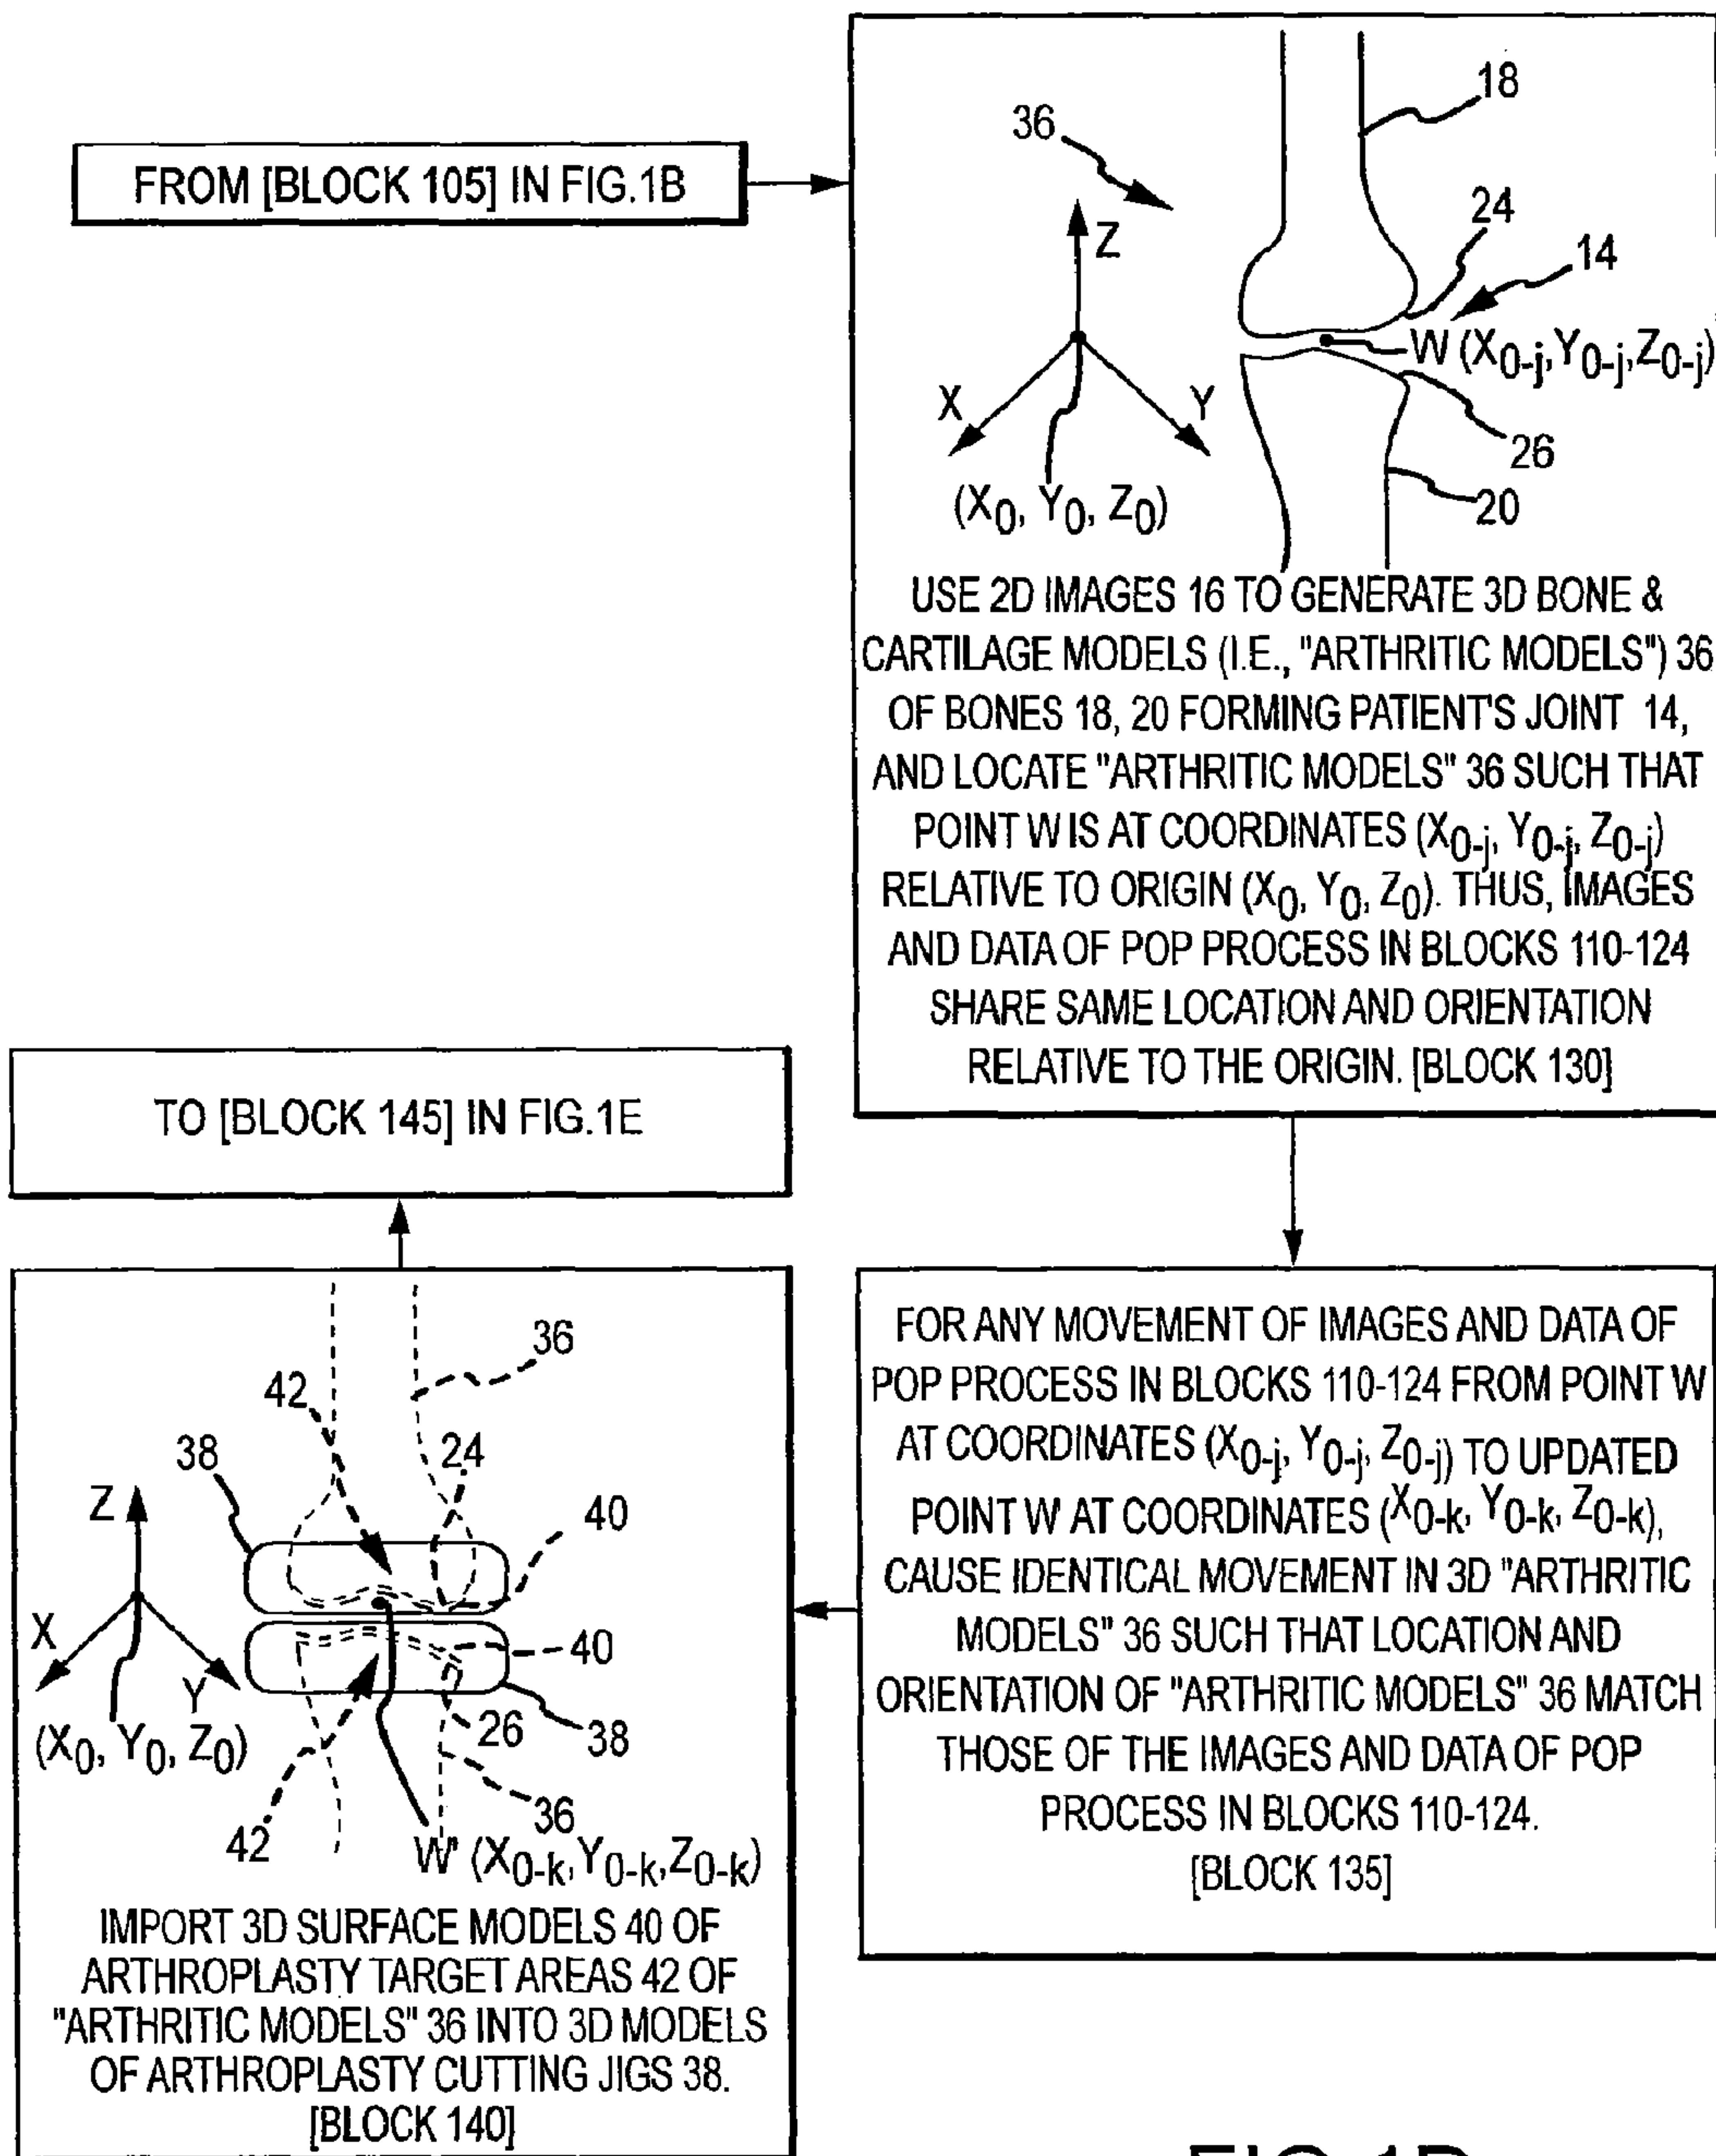 FROM [BLOCK 105] IN FIG.1B
18
36
24
Z
14
W (X0-j,Y0-j,Z0-j)
X
Y
26
(X0, Y0, Z0)
20
USE 2D IMAGES 16 TO GENERATE 3D BONE &
CARTILAGE MODELS (I.E., "ARTHRITIC MODELS") 36
OF BONES 18, 20 FORMING PATIENT'S JOINT 14,
AND LOCATE "ARTHRITIC MODELS" 36 SUCH THAT
POINT W IS AT COORDINATES (X0-j, Y0-j, Z0-j)
RELATIVE TO ORIGIN (X0, Y0, Z0). THUS, IMAGES
AND DATA OF POP PROCESS IN BLOCKS 110-124
SHARE SAME LOCATION AND ORIENTATION
RELATIVE TO THE ORIGIN. [BLOCK 130]
FOR ANY MOVEMENT OF IMAGES AND DATA OF
POP PROCESS IN BLOCKS 110-124 FROM POINT W
AT COORDINATES (X0-j, Y0-j, Z0-j) TO UPDATED
POINT W' AT COORDINATES (X0-k, Y0-k, Z0-k),
CAUSE IDENTICAL MOVEMENT IN 3D "ARTHRITIC
MODELS" 36 SUCH THAT LOCATION AND
ORIENTATION OF "ARTHRITIC MODELS" 36 MATCH
THOSE OF THE IMAGES AND DATA OF POP
PROCESS IN BLOCKS 110-124.
[BLOCK 135]
36
42
38
24
Z
40
X
40
Y
26
38
(X0, Y0, Z0)
36
42
W' (X0-k,Y0-k,Z0-k)
IMPORT 3D SURFACE MODELS 40 OF
ARTHROPLASTY TARGET AREAS 42 OF
"ARTHRITIC MODELS" 36 INTO 3D MODELS
OF ARTHROPLASTY CUTTING JIGS 38.
[BLOCK 140]
TO [BLOCK 145] IN FIG.1E